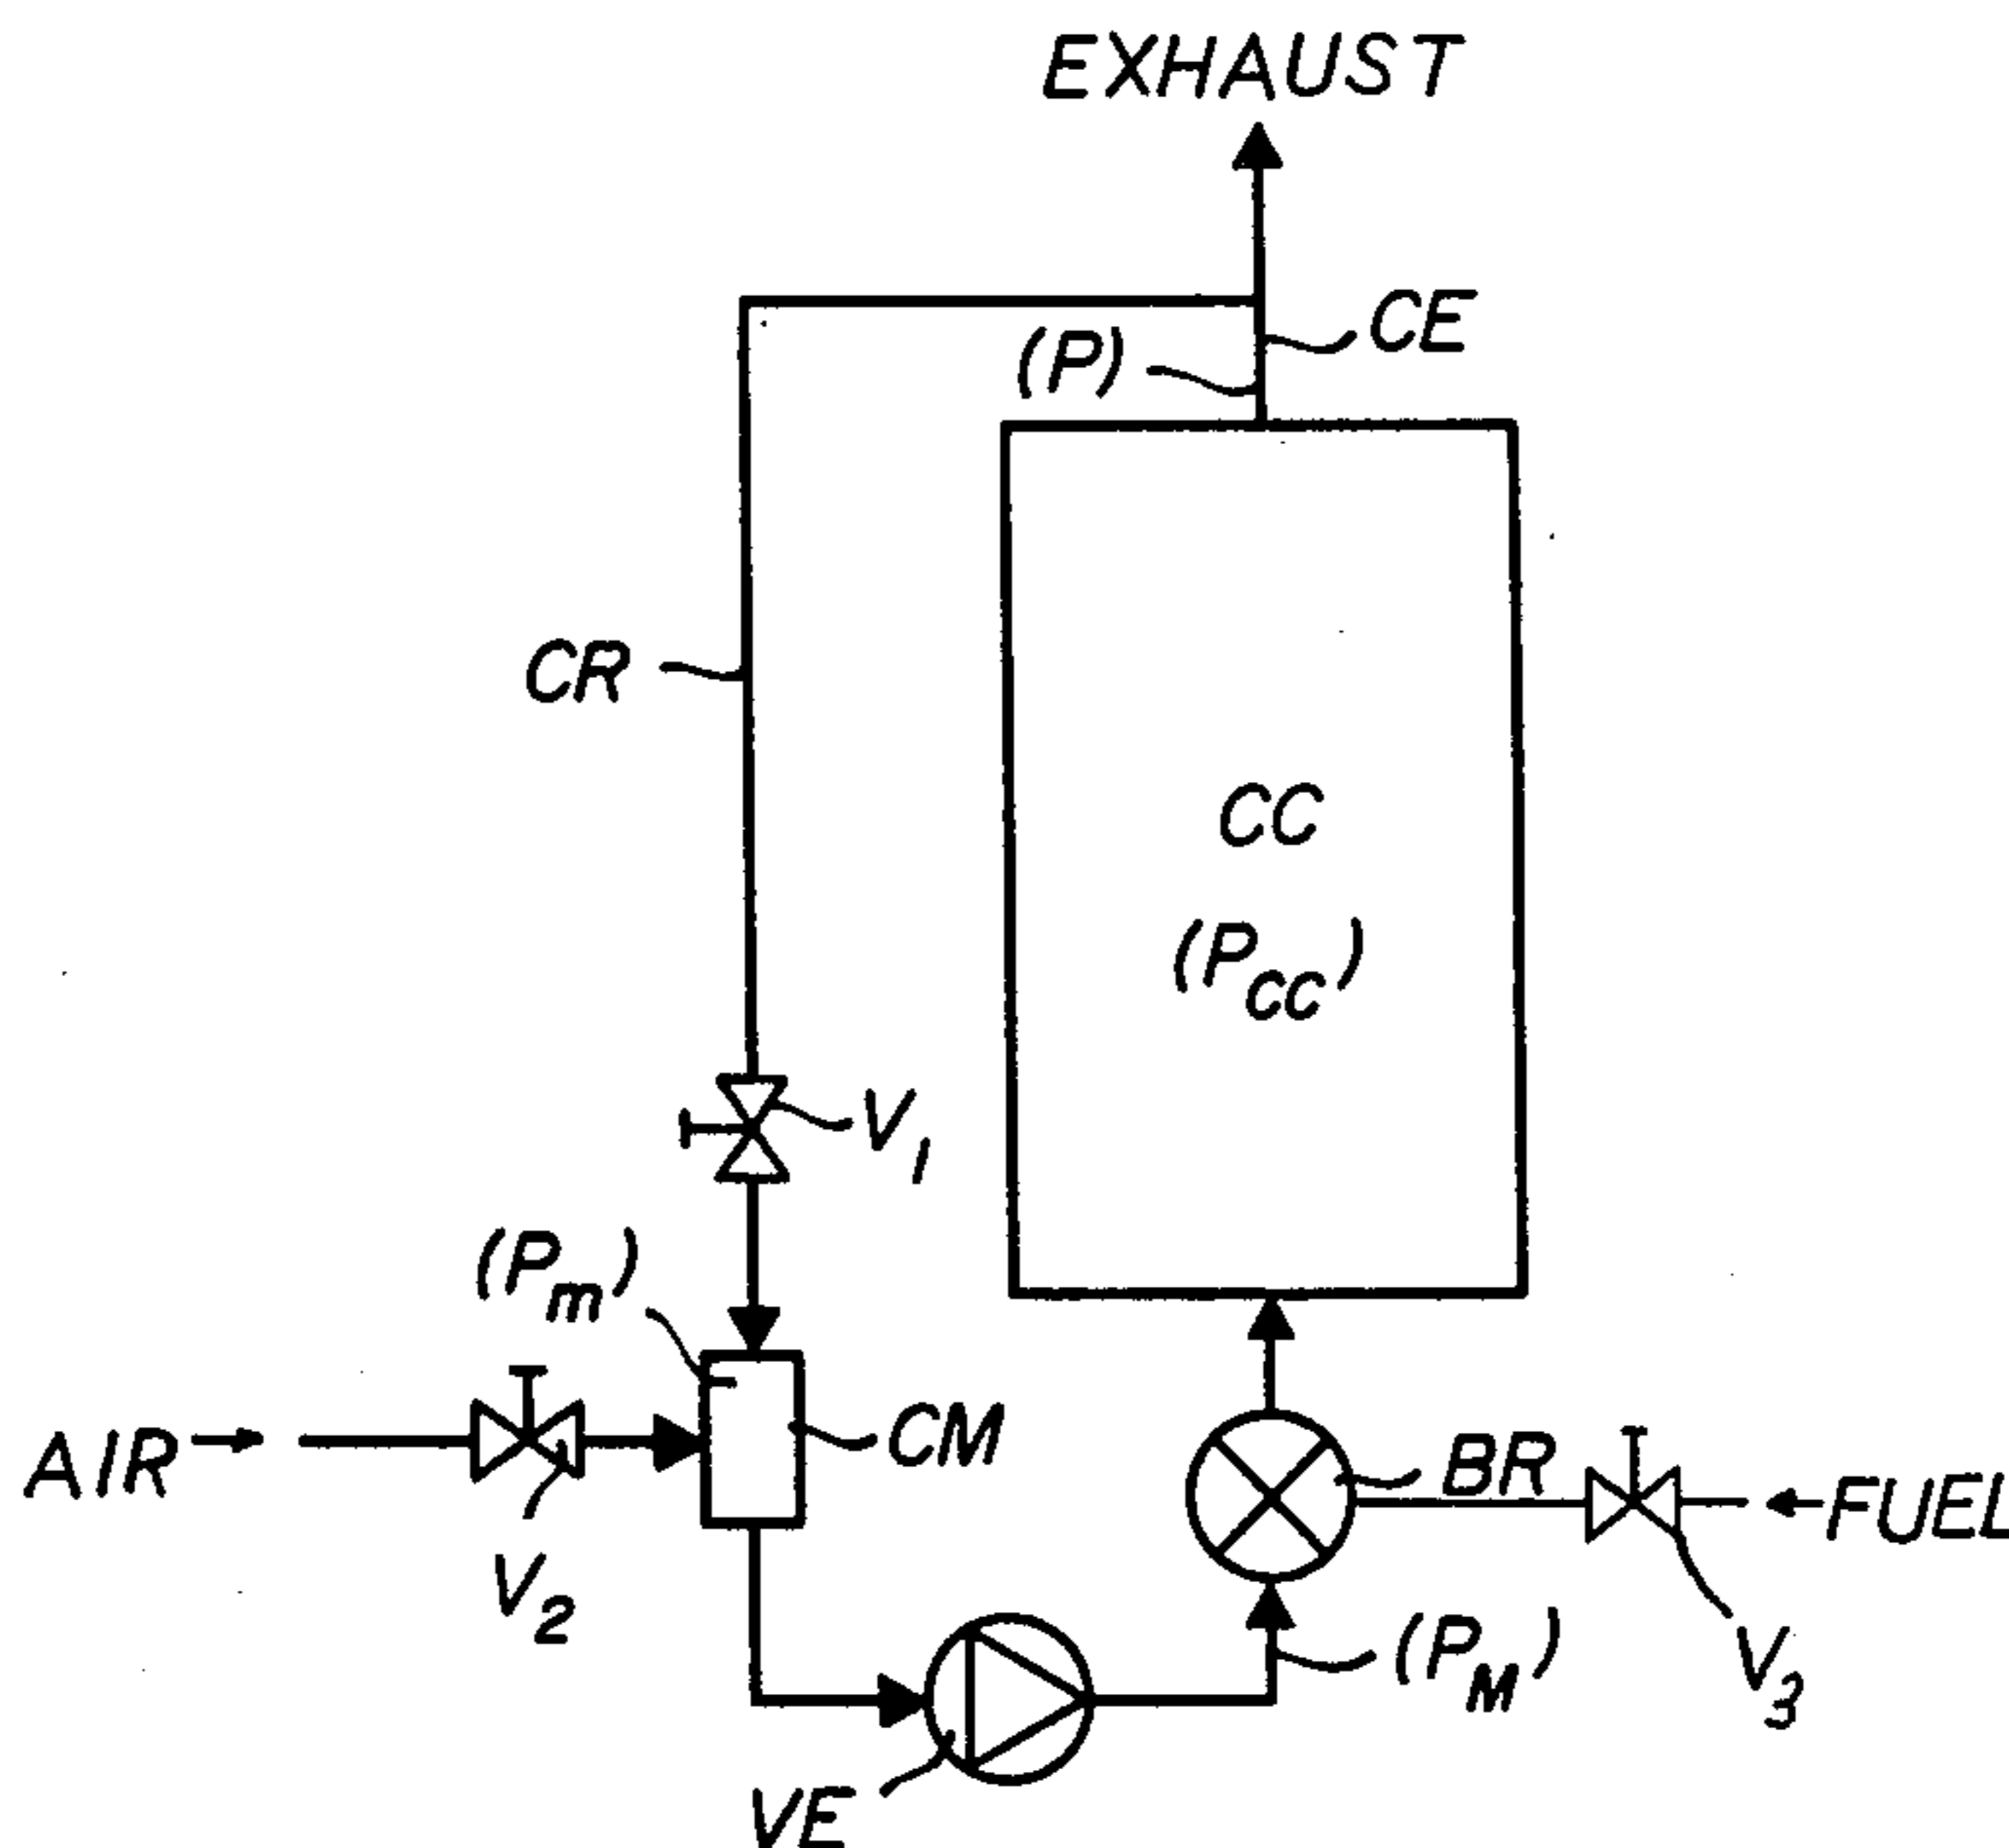 EXHAUST
CE
(P)
CR
CC
(Pcc)
V1
(Pm)
AIR
CM
BR
FUEL
V2
(PM)
V3
VE